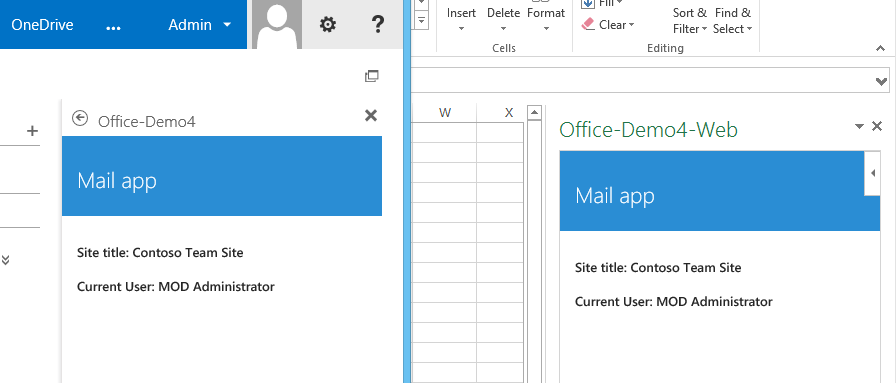 OneDrive ... Admin ?
Office-Demo4
Mail app
Site title: Contoso Team Site
Current User: MOD Administrator
Insert Delete Format
Cells
Fill
Clear
Sort & Filter
Find & Select
Editing
W X
Office-Demo4-Web
Mail app
Site title: Contoso Team Site
Current User: MOD Administrator